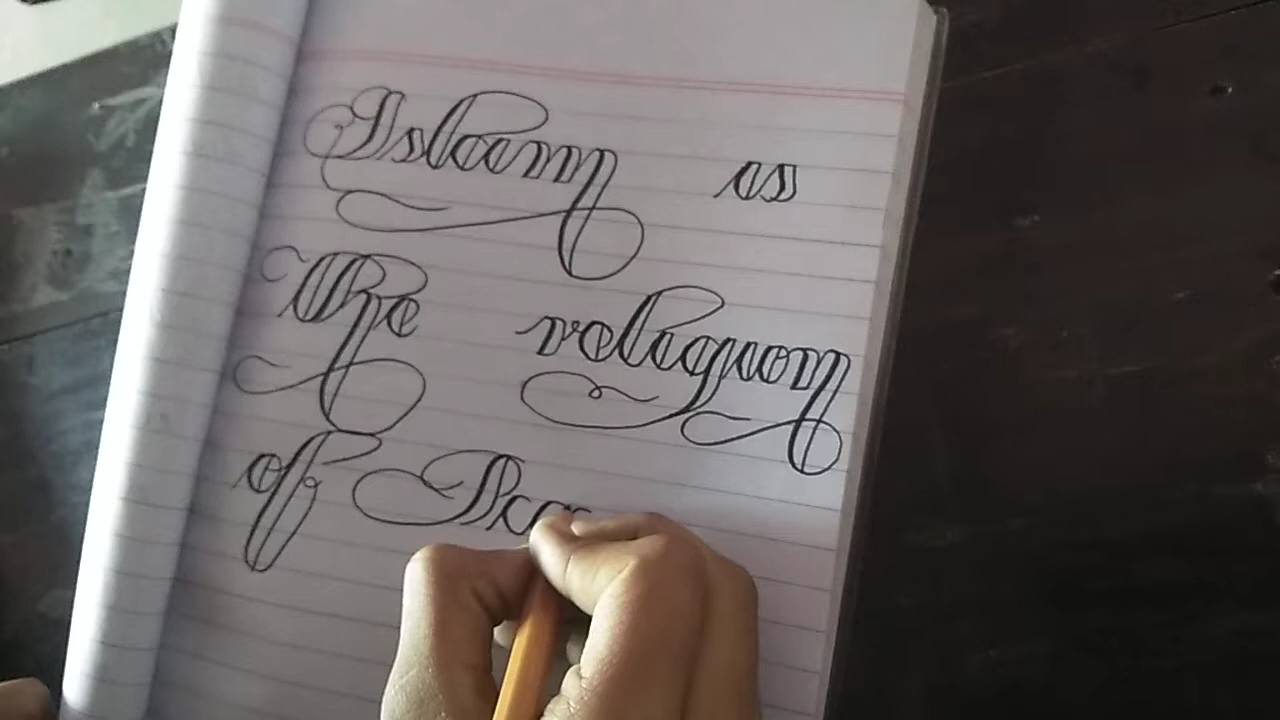 Islam is
The religion
of